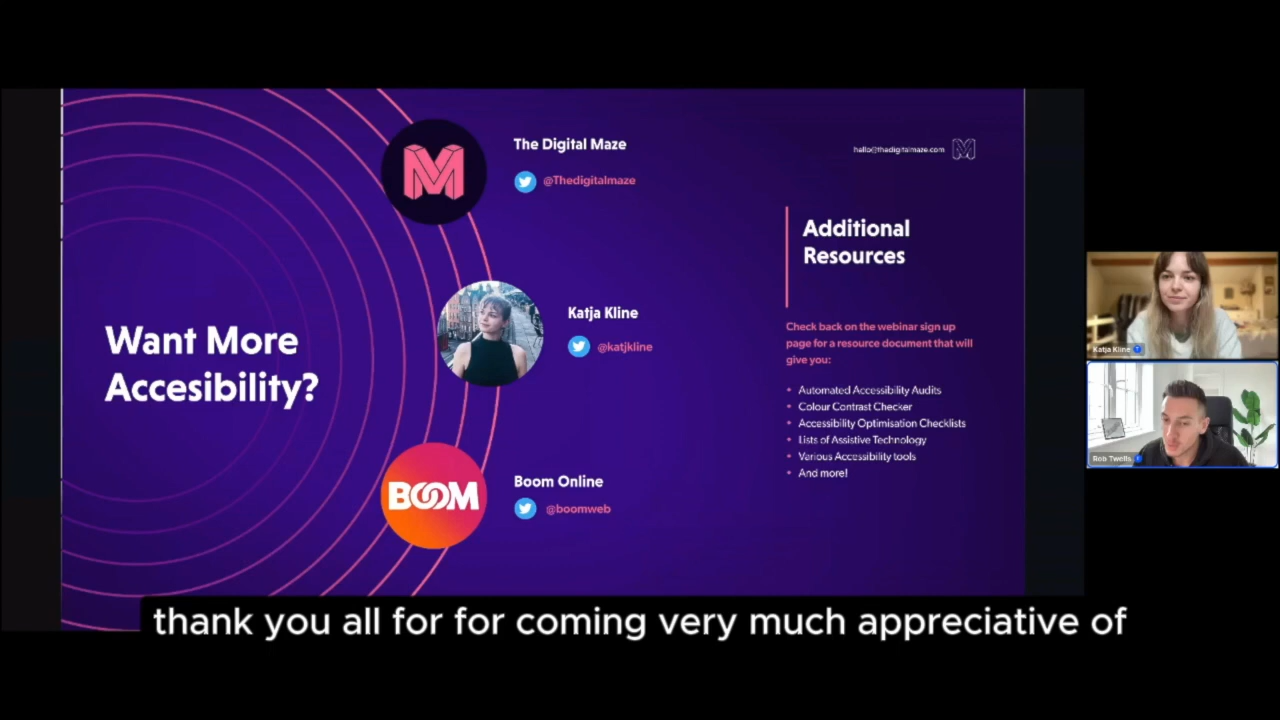 Want More
Accesibility?
M
The Digital Maze
@Thedigitalmaze
Katja Kline
@katjkline
BOOM
Boom Online
@boomweb
hello@thedigitalmaze.com
Additional
Resources
Check back on the webinar sign up
page for a resource document that will
give you:
Automated Accessibility Audits
Colour Contrast Checker
Accessibility Optimisation Checklists
Lists of Assistive Technology
Various Accessibility tools
And more!
Katja Kline
Rob Twells
thank you all for for coming very much appreciative of